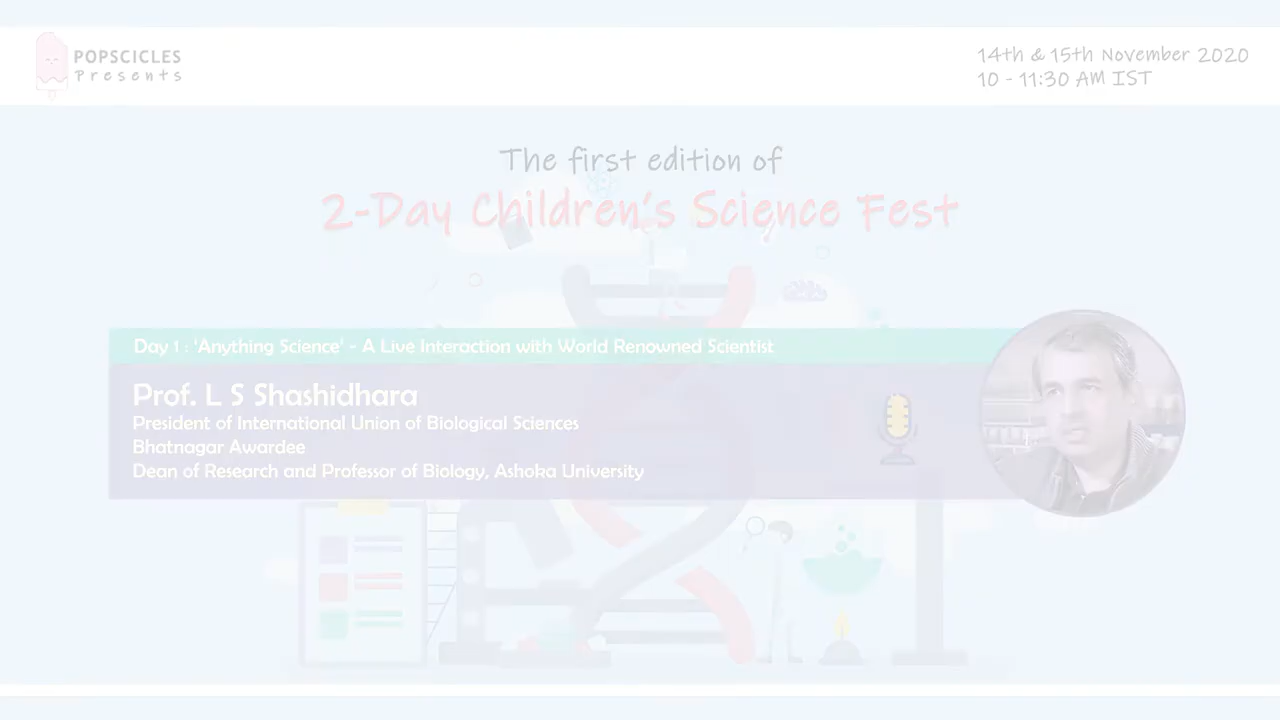 POPSCICLES
Presents
14th & 15th November 2020
10 - 11:30 AM IST
The first edition of
2-Day Children's Science Fest
Day 1 : 'Anything Science' - A Live Interaction with World Renowned Scientist
Prof. L S Shashidhara
President of International Union of Biological Sciences
Bhatnagar Awardee
Dean of Research and Professor of Biology, Ashoka University